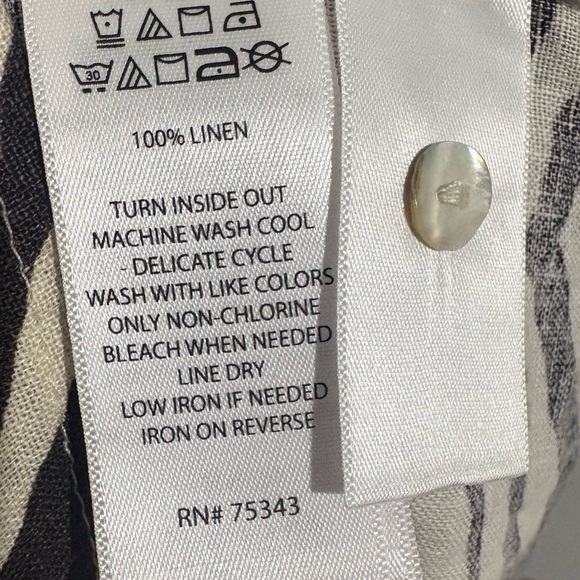 30
100% LINEN
TURN INSIDE OUT
MACHINE WASH COOL
- DELICATE CYCLE
WASH WITH LIKE COLORS
ONLY NON-CHLORINE
BLEACH WHEN NEEDED
LINE DRY
LOW IRON IF NEEDED
IRON ON REVERSE
RN# 75343